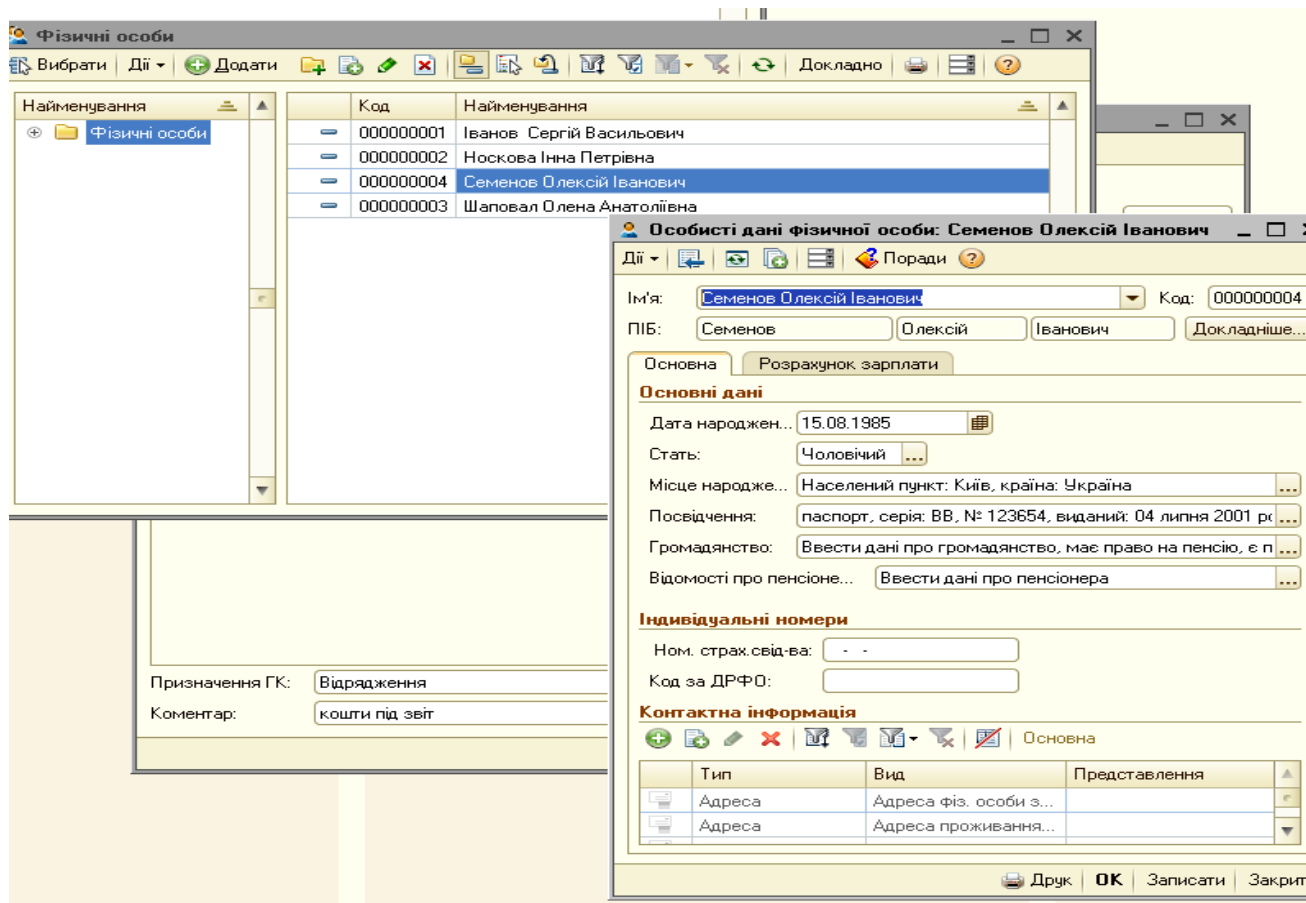 Фізичні особи
Вибрати Дії Додати Докладно
Найменування
Фізичні особи
Код Найменування
000000001 Іванов Сергій Васильович
000000002 Носкова Інна Петрівна
000000004 Семенов Олексій Іванович
000000003 Шаповал Олена Анатоліївна
Особисті дані фізичної особи: Семенов Олексій Іванович
Дії Поради
Ім'я: Семенов Олексій Іванович Код: 000000004
ПІБ: Семенов Олексій Іванович Докладніше...
Основна Розрахунок зарплати
Основні дані
Дата народжен... 15.08.1985
Стать: Чоловічий ...
Місце народже... Населений пункт: Київ, країна: Україна ...
Посвідчення: паспорт, серія: ВВ, № 123654, виданий: 04 липня 2001 рс ...
Громадянство: Ввести дані про громадянство, має право на пенсію, є п ...
Відомості про пенсіоне... Ввести дані про пенсіонера ...
Індивідуальні номери
Ном. страх.свід-ва: - -
Код за ДРФО:
Контактна інформація
Основна
Тип Вид Представлення
Адреса Адреса фіз. особи з...
Адреса Адреса проживання...
Друк OK Записати Закрит
Призначення ГК: Відрядження
Коментар: кошти під звіт